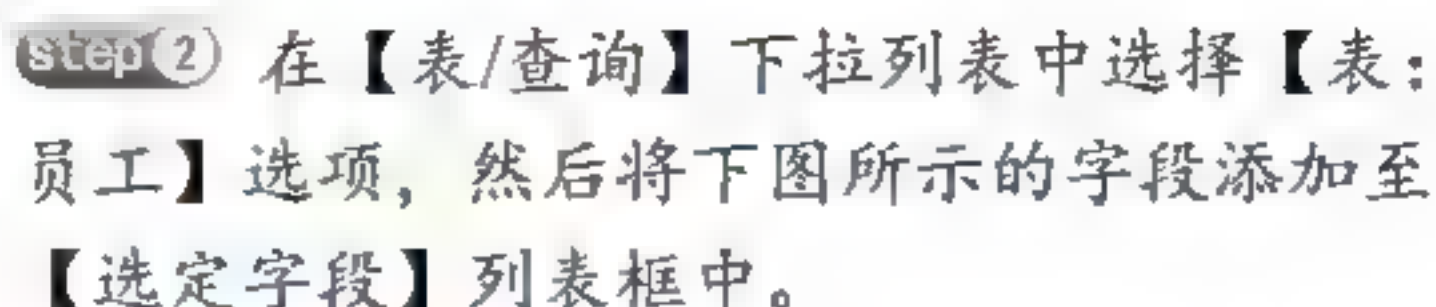 step 2 在【表/查询】下拉列表中选择【表:
员工】选项,然后将下图所示的字段添加至
【选定字段】列表框中。